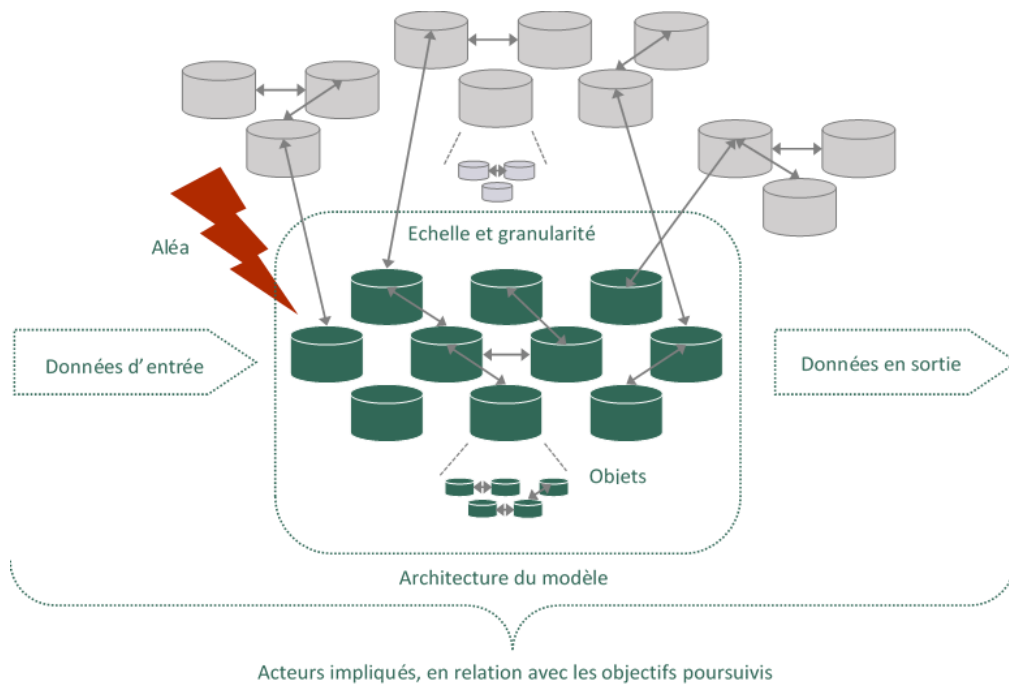 Echelle et granularité
Aléa
Données d'entrée
Données en sortie
Objets
Architecture du modèle
Acteurs impliqués, en relation avec les objectifs poursuivis